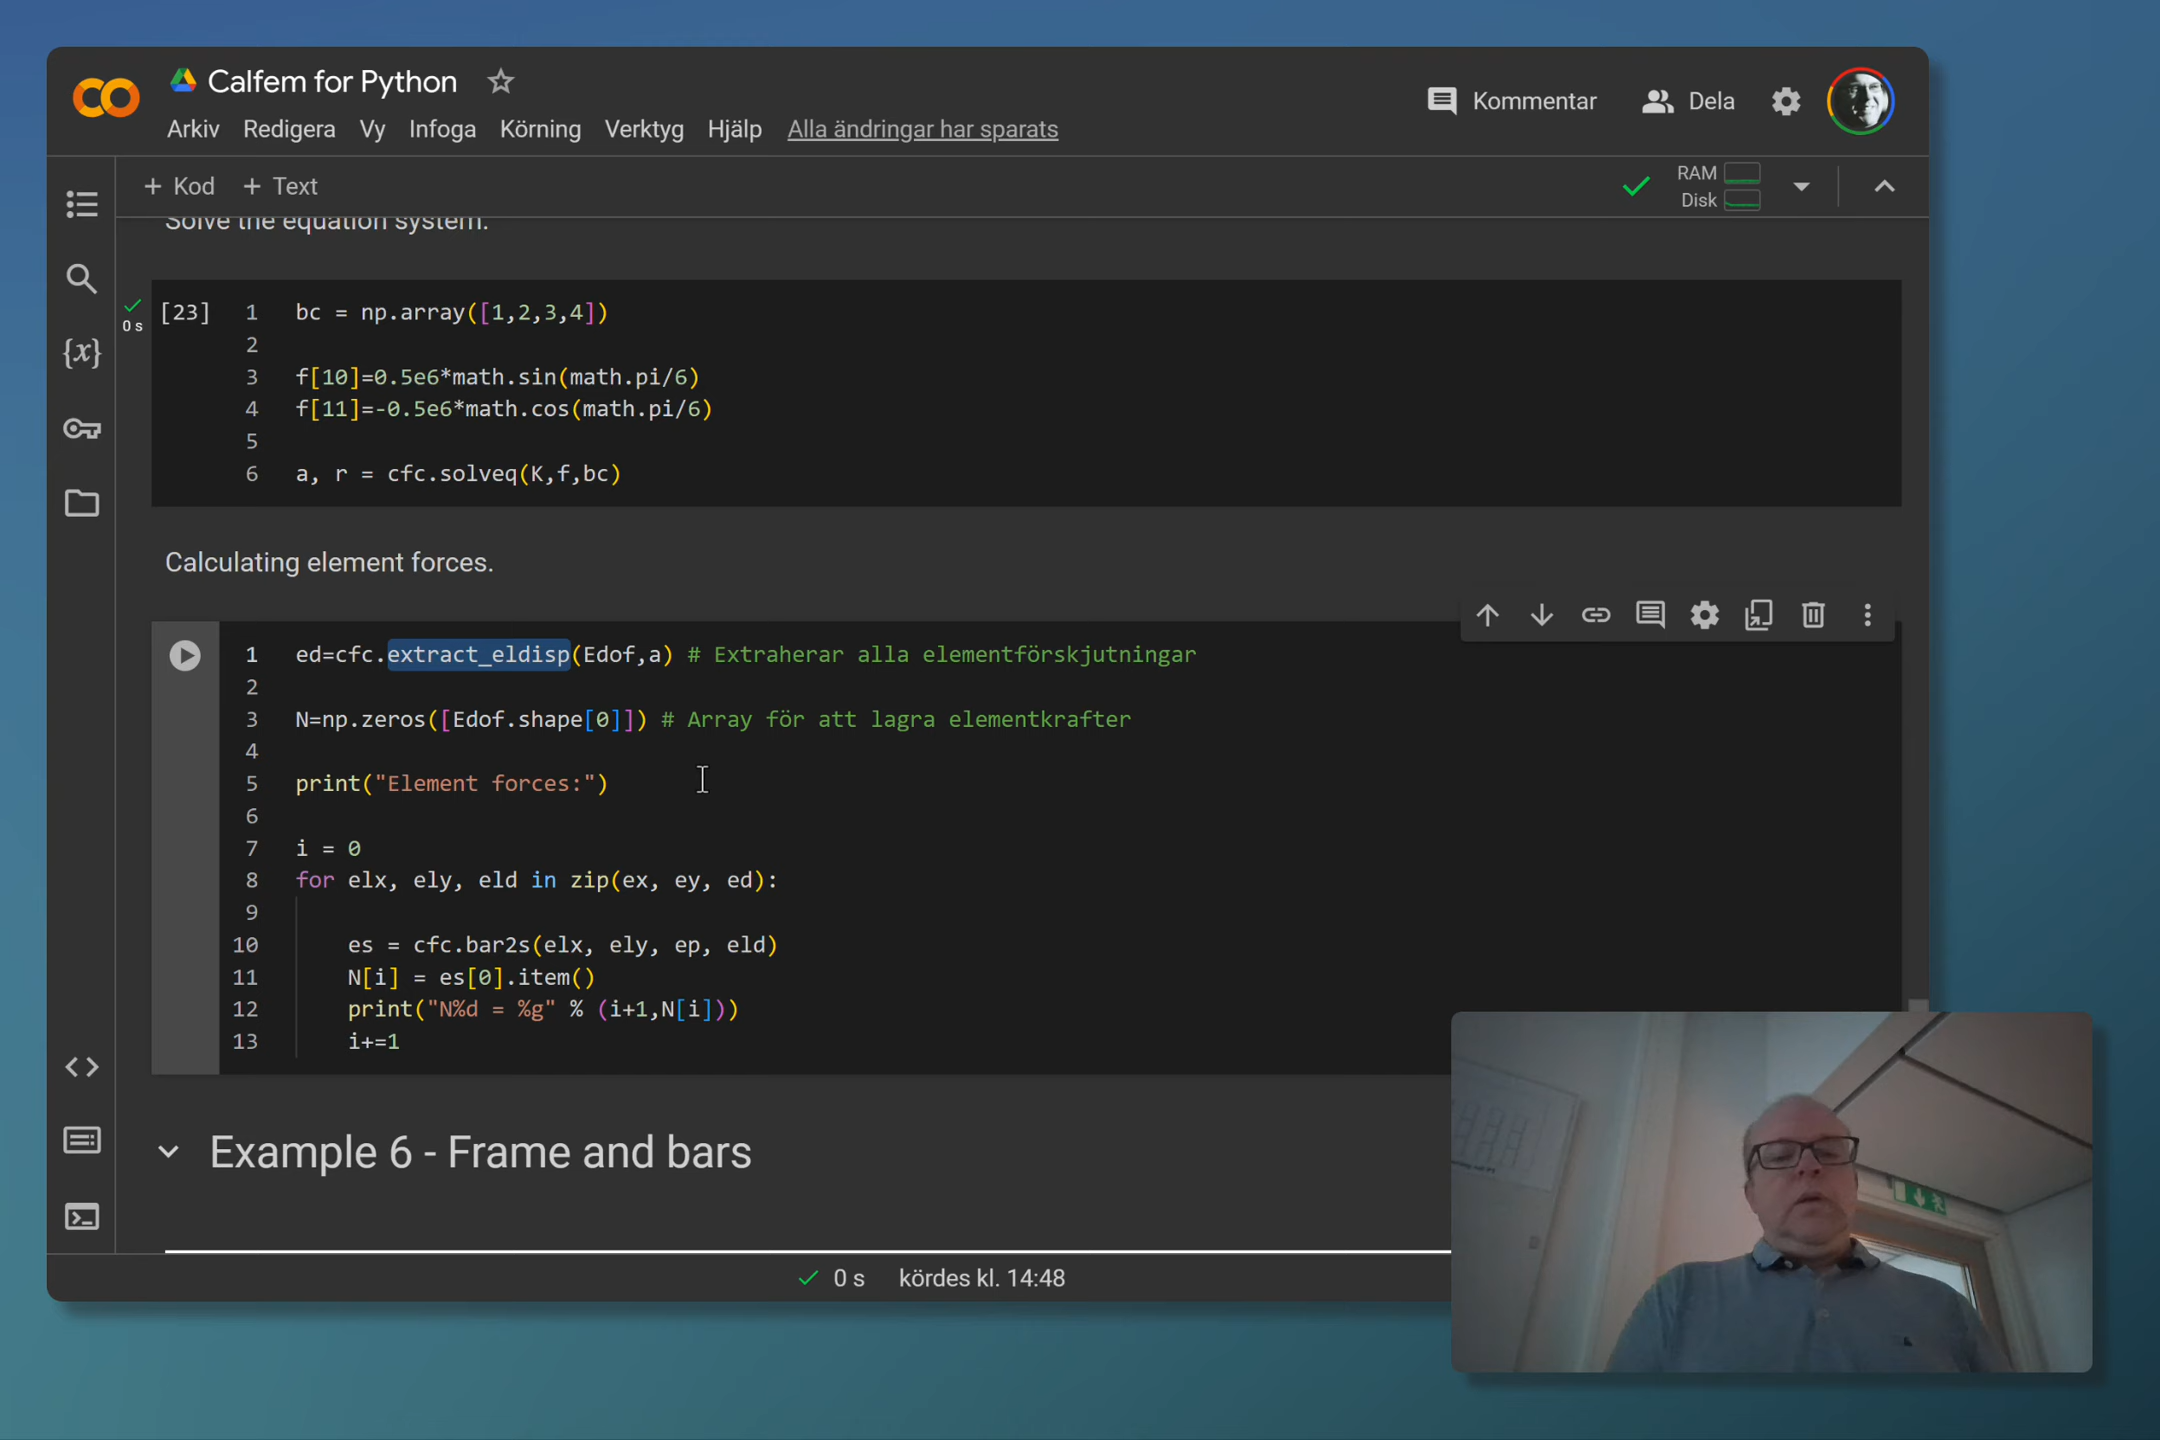 Calfem for Python
Kommentar
Dela
Arkiv Redigera Vy Infoga Körning Verktyg Hjälp Alla ändringar har sparats
+ Kod + Text
RAM
Disk
Solve the equation system.
0 s
[23]
1 bc = np.array([1,2,3,4])
2
3 f[10]=0.5e6*math.sin(math.pi/6)
4 f[11]=-0.5e6*math.cos(math.pi/6)
5
6 a, r = cfc.solveq(K,f,bc)
Calculating element forces.
1 ed=cfc.extract_eldisp(Edof,a) # Extraherar alla elementförskjutningar
2
3 N=np.zeros([Edof.shape[0]]) # Array för att lagra elementkrafter
4
5 print("Element forces:")
6
7 i = 0
8 for elx, ely, eld in zip(ex, ey, ed):
9
10 es = cfc.bar2s(elx, ely, ep, eld)
11 N[i] = es[0].item()
12 print("N%d = %g" % (i+1,N[i]))
13 i+=1
Example 6 - Frame and bars
0 s kördes kl. 14:48